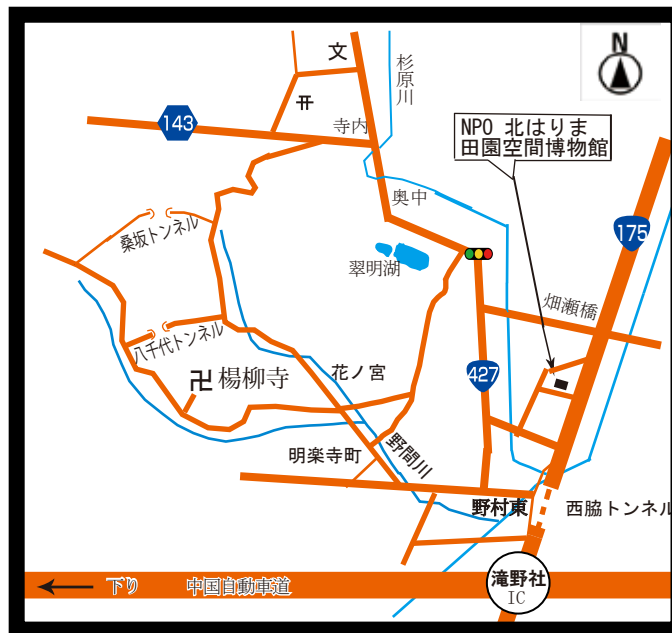 文
杉原川
N
开
143
寺内
NPO 北はりま
田園空間博物館
奥中
175
桑坂トンネル
翠明湖
畑瀬橋
八千代トンネル
卍 楊柳寺
花ノ宮
427
明楽寺町
野間川
野村東
西脇トンネル
滝野社
IC
下り
中国自動車道